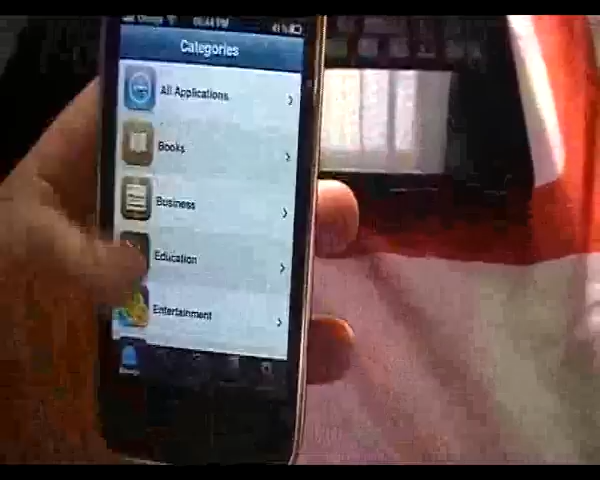 Categories
All Applications
Books
Business
Education
Entertainment